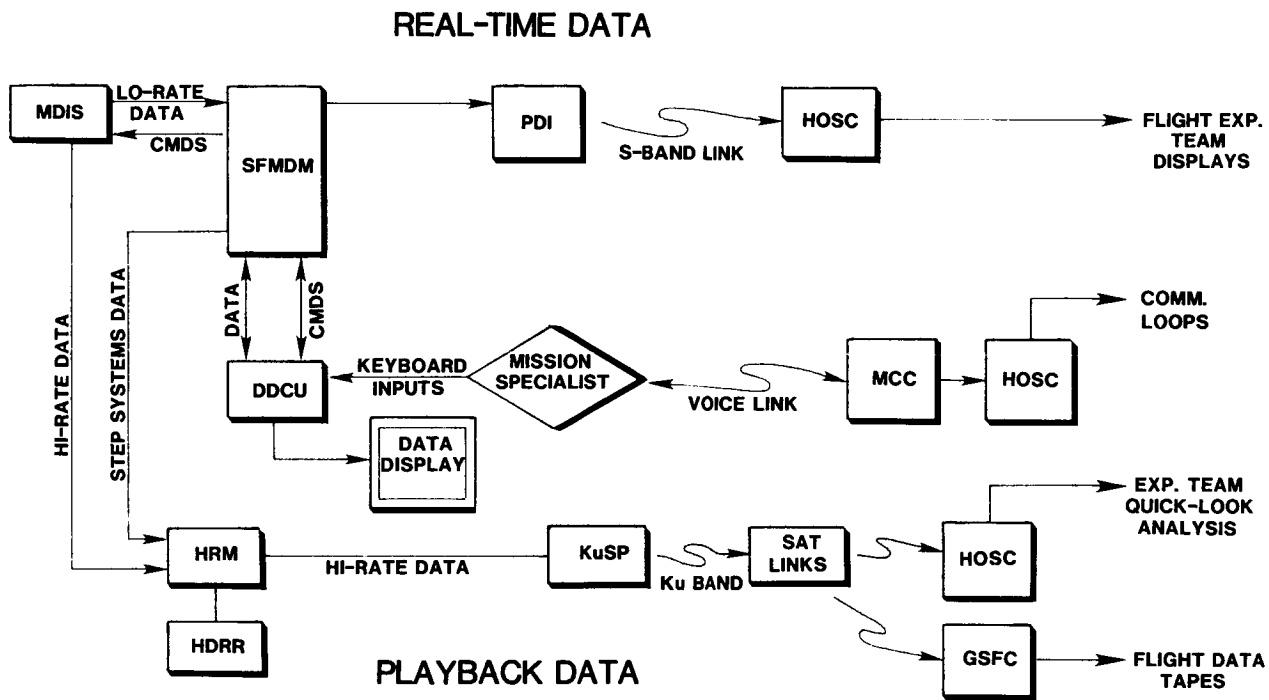 REAL-TIME DATA
MDIS
LO-RATE
DATA
CMDS
SFMDM
PDI
S-BAND LINK
HOSC
FLIGHT EXP.
TEAM
DISPLAYS
HI-RATE DATA
STEP SYSTEMS DATA
DATA
CMDS
DDCU
KEYBOARD
INPUTS
MISSION
SPECIALIST
VOICE LINK
MCC
HOSC
COMM.
LOOPS
DATA
DISPLAY
HRM
HI-RATE DATA
KuSP
Ku BAND
SAT
LINKS
HOSC
EXP. TEAM
QUICK-LOOK
ANALYSIS
HDRR
GSFC
FLIGHT DATA
TAPES
PLAYBACK DATA